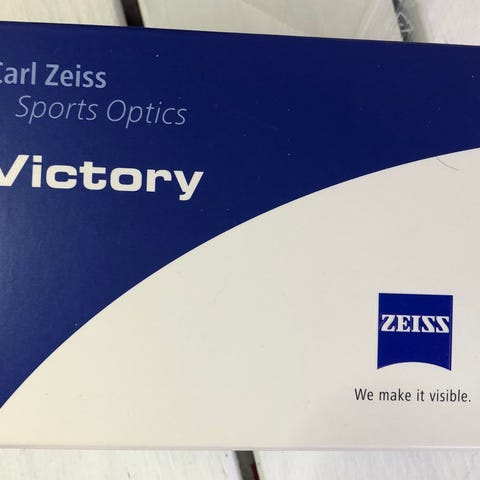 Carl Zeiss
Sports Optics
Victory
ZEISS
We make it visible.